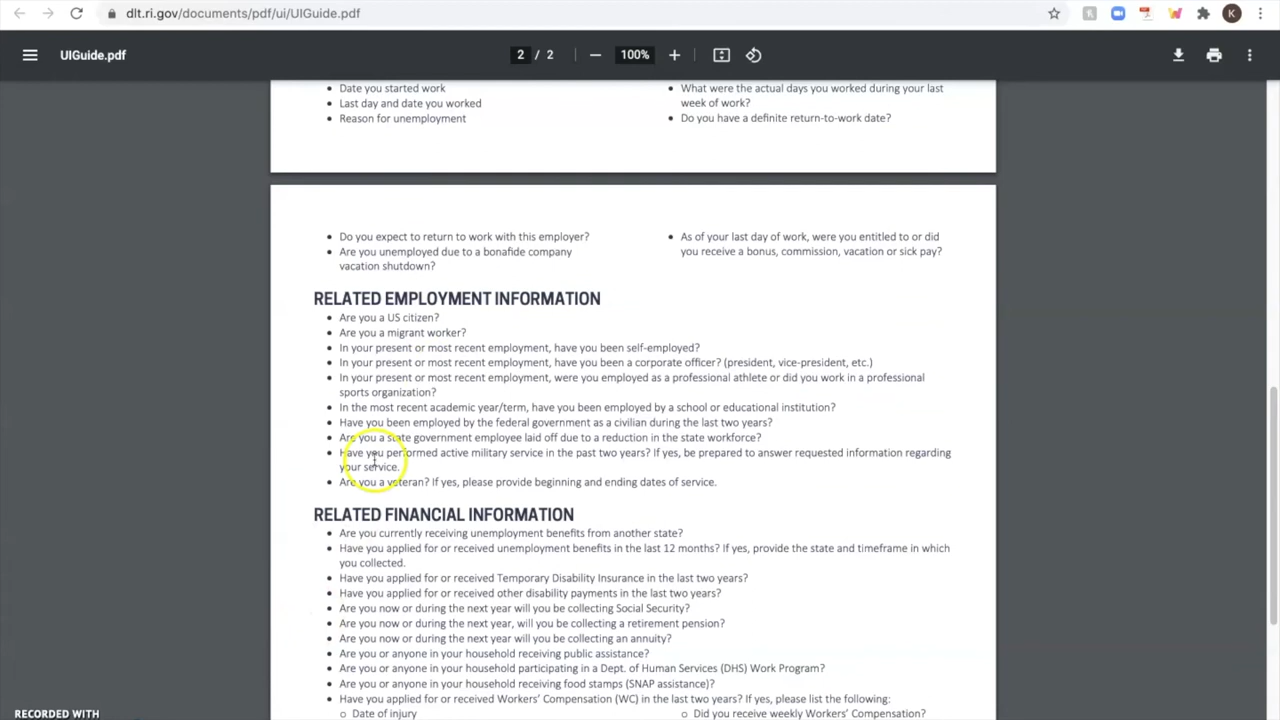 dlt.ri.gov/documents/pdf/ui/UIGuide.pdf
K
UIGuide.pdf
2 / 2
100%
• Date you started work
• Last day and date you worked
• Reason for unemployment
• What were the actual days you worked during your last
week of work?
• Do you have a definite return-to-work date?
• Do you expect to return to work with this employer?
• Are you unemployed due to a bonafide company
vacation shutdown?
• As of your last day of work, were you entitled to or did
you receive a bonus, commission, vacation or sick pay?
RELATED EMPLOYMENT INFORMATION
• Are you a US citizen?
• Are you a migrant worker?
• In your present or most recent employment, have you been self-employed?
• In your present or most recent employment, have you been a corporate officer? (president, vice-president, etc.)
• In your present or most recent employment, were you employed as a professional athlete or did you work in a professional
sports organization?
• In the most recent academic year/term, have you been employed by a school or educational institution?
• Have you been employed by the federal government as a civilian during the last two years?
• Are you a state government employee laid off due to a reduction in the state workforce?
• Have you performed active military service in the past two years? If yes, be prepared to answer requested information regarding
your service.
• Are you a veteran? If yes, please provide beginning and ending dates of service.
RELATED FINANCIAL INFORMATION
• Are you currently receiving unemployment benefits from another state?
• Have you applied for or received unemployment benefits in the last 12 months? If yes, provide the state and timeframe in which
you collected.
• Have you applied for or received Temporary Disability Insurance in the last two years?
• Have you applied for or received other disability payments in the last two years?
• Are you now or during the next year will you be collecting Social Security?
• Are you now or during the next year, will you be collecting a retirement pension?
• Are you now or during the next year will you be collecting an annuity?
• Are you or anyone in your household receiving public assistance?
• Are you or anyone in your household participating in a Dept. of Human Services (DHS) Work Program?
• Are you or anyone in your household receiving food stamps (SNAP assistance)?
• Have you applied for or received Workers' Compensation (WC) in the last two years? If yes, please list the following:
o Date of injury
o Did you receive weekly Workers' Compensation?
RECORDED WITH